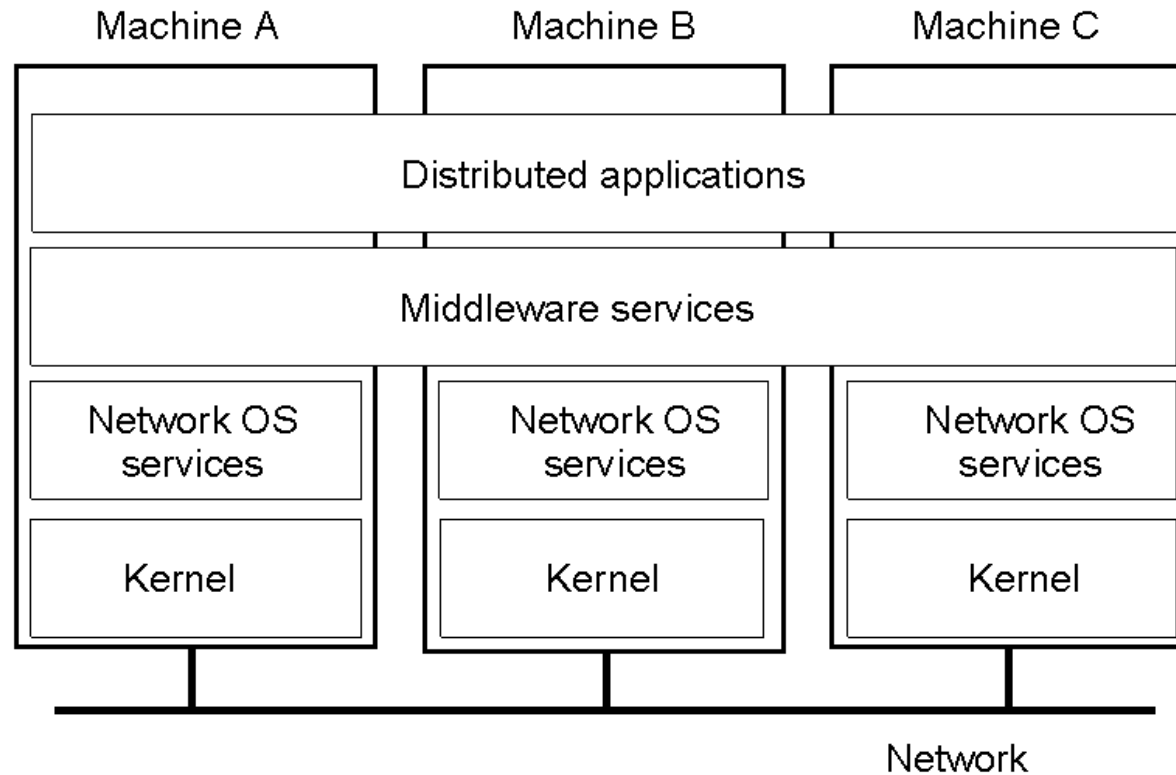 Machine A
Machine B
Machine C
Distributed applications
Middleware services
Network OS
services
Network OS
services
Network OS
services
Kernel
Kernel
Kernel
Network